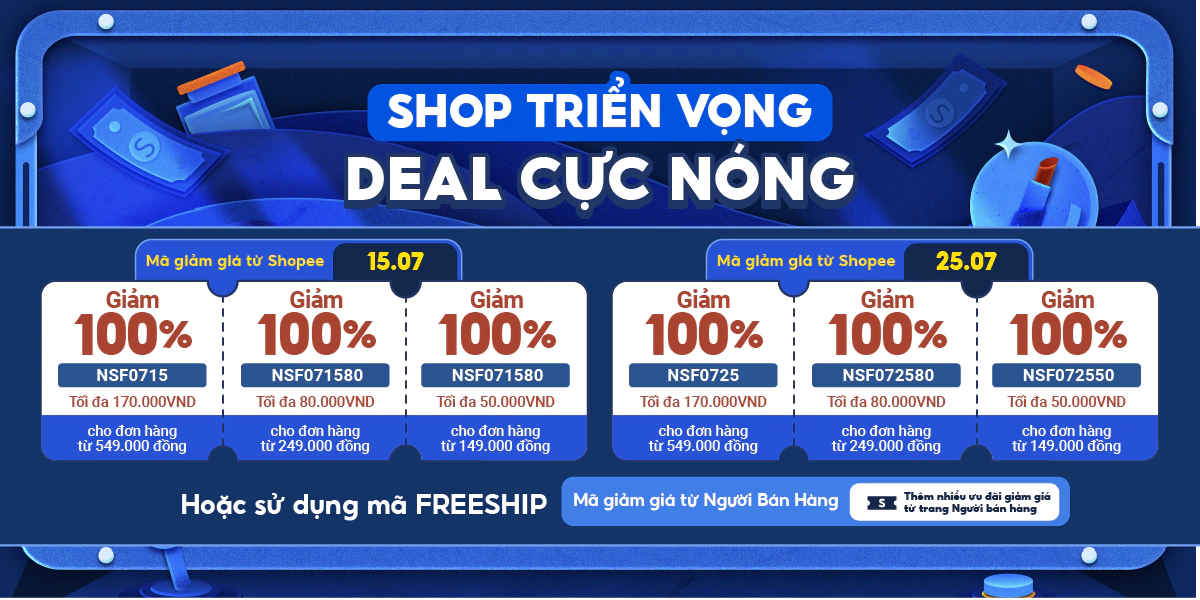 SHOP TRIỂN VỌNG
DEAL CỰC NÓNG
Mã giảm giá từ Shopee 15.07
Giảm
100%
NSF0715
Tối đa 170.000VND
cho đơn hàng
từ 549.000 đồng
Giảm
100%
NSF071580
Tối đa 80.000VND
cho đơn hàng
từ 249.000 đồng
Giảm
100%
NSF071580
Tối đa 50.000VND
cho đơn hàng
từ 149.000 đồng
Mã giảm giá từ Shopee 25.07
Giảm
100%
NSF0725
Tối đa 170.000VND
cho đơn hàng
từ 549.000 đồng
Giảm
100%
NSF072580
Tối đa 80.000VND
cho đơn hàng
từ 249.000 đồng
Giảm
100%
NSF072550
Tối đa 50.000VND
cho đơn hàng
từ 149.000 đồng
Hoặc sử dụng mã FREESHIP
Mã giảm giá từ Người Bán Hàng
S
Thêm nhiều ưu đãi giảm giá
từ trang Người bán hàng